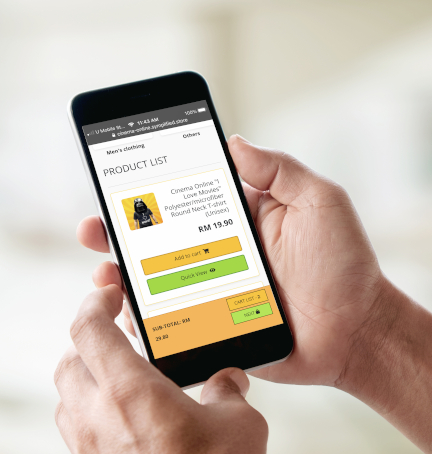 U Mobile W... 11:43 AM 100%
cinema-online.sympified.store
Men's clothing Others
PRODUCT LIST
Cinema Online "I
Love Movies"
Polyester/microfiber
Round Neck T-shirt
(Unisex)
RM 19.90
Add to cart
Quick View
SUB-TOTAL: RM
CART LIST : 2
29.80
NEXT